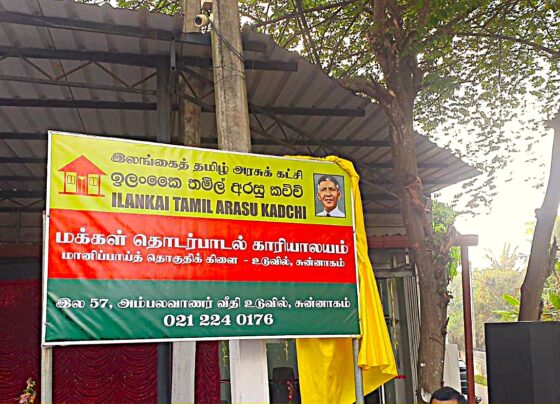 இலங்கைத் தமிழ் அரசுக் கட்சி
ඉලංකෛ තමිල් අරසු කච්චි
ILANKAI TAMIL ARASU KADCHI
மக்கள் தொடர்பாடல் காரியாலயம்
மானிப்பாய்த் தொகுதிக் கிளை - உடுவில், சுன்னாகம்
இல 57, அம்பலவாணர் வீதி உடுவில், சுன்னாகம்
021 224 0176